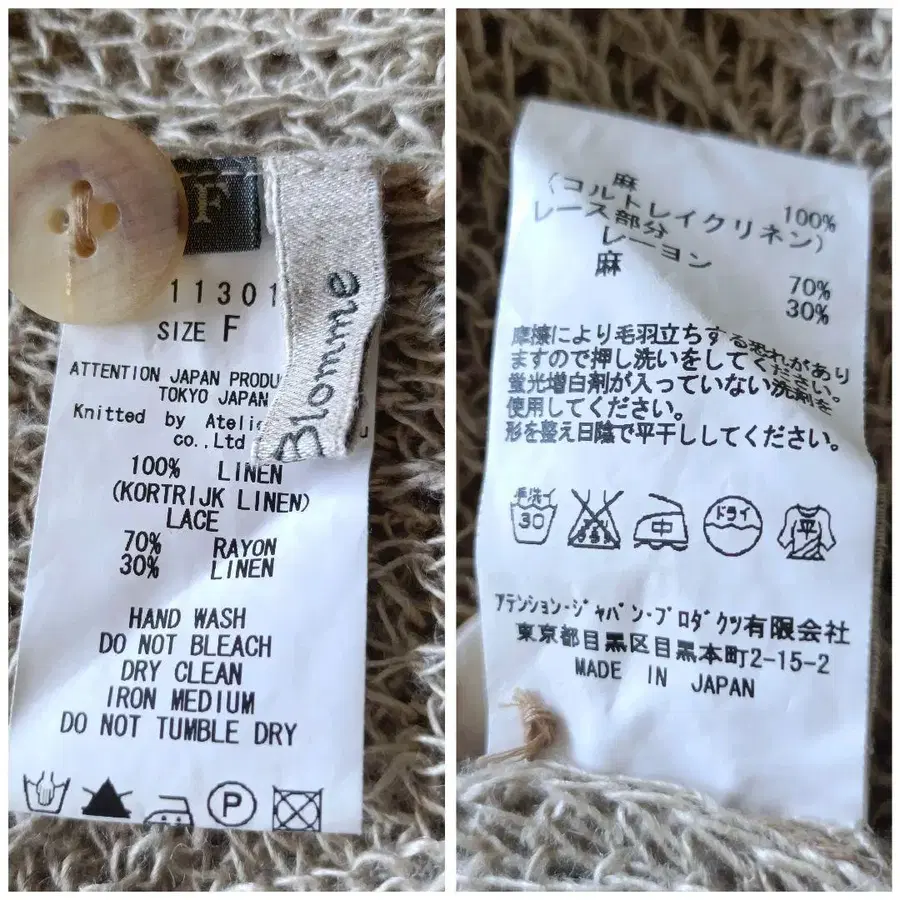 F
Blomme
11301
SIZE F
ATTENTION JAPAN
TOKYO JAPAN
Knitted by
co.,Ltd
100% LINEN
(KORTRIJK LINEN)
LACE
70% RAYON
30% LINEN
HAND WASH
DO NOT BLEACH
DRY CLEAN
IRON MEDIUM
DO NOT TUMBLE DRY
P
麻 100%
(コルトレイクリネン)
レース部分
レーヨン 70%
麻 30%
摩擦により毛羽立ちする恐れがあり
ますので押し洗いをしてください。
蛍光増白剤が入っていない洗剤を
使用してください。
形を整え日陰で平干ししてください。
手洗イ 30 中 ドライ 平
アテンション・ジャパン・プロダクツ有限会社
東京都目黒区目黒本町2-15-2
MADE IN JAPAN